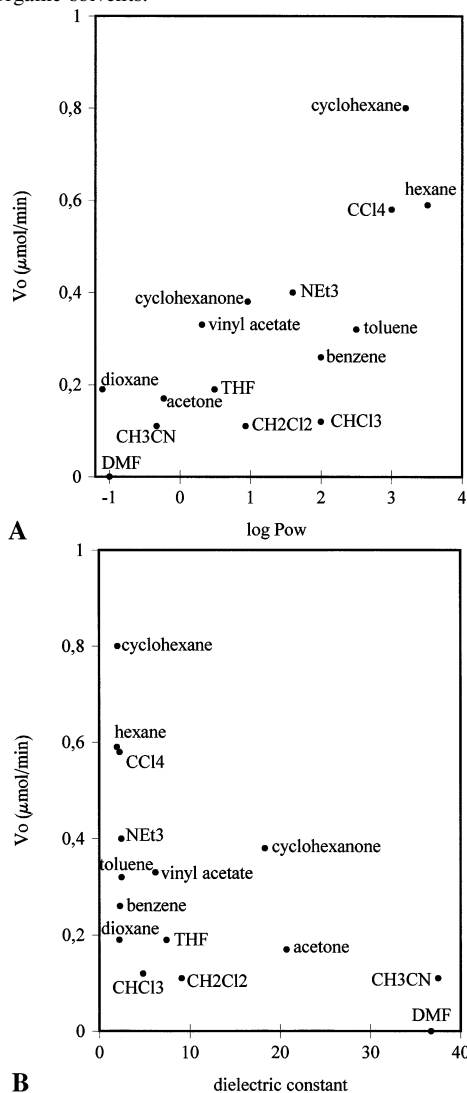 organic solvents.
1
cyclohexane
0,8
hexane
0,6
CCl4
Vo (μmol/min)
0,4
NEt3
cyclohexanone
vinyl acetate
toluene
benzene
dioxane
0,2
THF
acetone
CH3CN
CH2Cl2
CHCl3
DMF
0
-1 0 1 2 3 4
A
log Pow
1
0,8
cyclohexane
hexane
CCl4
0,6
Vo (μmol/min)
0,4
NEt3
cyclohexanone
toluene
vinyl acetate
benzene
dioxane
0,2
THF
acetone
CHCl3
CH2Cl2
CH3CN
DMF
0
0 10 20 30 40
B
dielectric constant